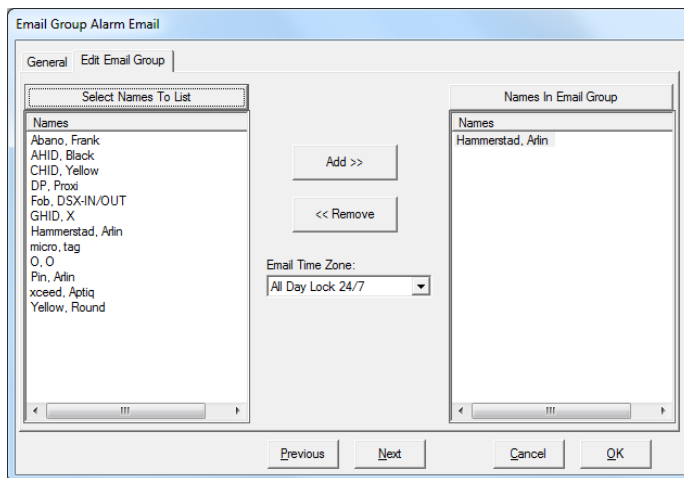 Email Group Alarm Email
General Edit Email Group
Select Names To List
Names
Abano, Frank
AHID, Black
CHID, Yellow
DP, Proxi
Fob, DSX-IN/OUT
GHID, X
Hammerstad, Arlin
micro, tag
O, O
Pin, Arlin
xceed, Aptiq
Yellow, Round
Add >>
<< Remove
Email Time Zone:
All Day Lock 24/7
Names In Email Group
Names
Hammerstad, Arlin
Previous Next Cancel OK